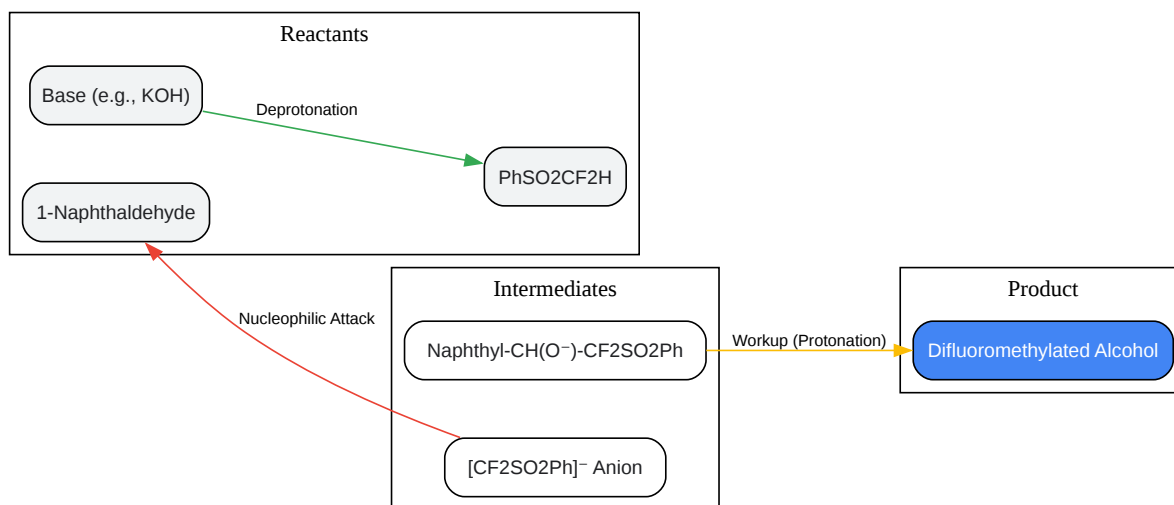 Reactants
Base (e.g., KOH)
Deprotonation
PhSO2CF2H
1-Naphthaldehyde
Nucleophilic Attack
Intermediates
Naphthyl-CH(O⁻)-CF2SO2Ph
[CF2SO2Ph]⁻ Anion
Workup (Protonation)
Product
Difluoromethylated Alcohol